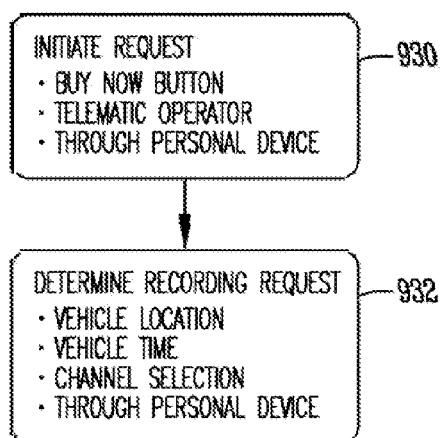 INITIATE REQUEST
• BUY NOW BUTTON
• TELEMATIC OPERATOR
• THROUGH PERSONAL DEVICE
930
DETERMINE RECORDING REQUEST
• VEHICLE LOCATION
• VEHICLE TIME
• CHANNEL SELECTION
• THROUGH PERSONAL DEVICE
932